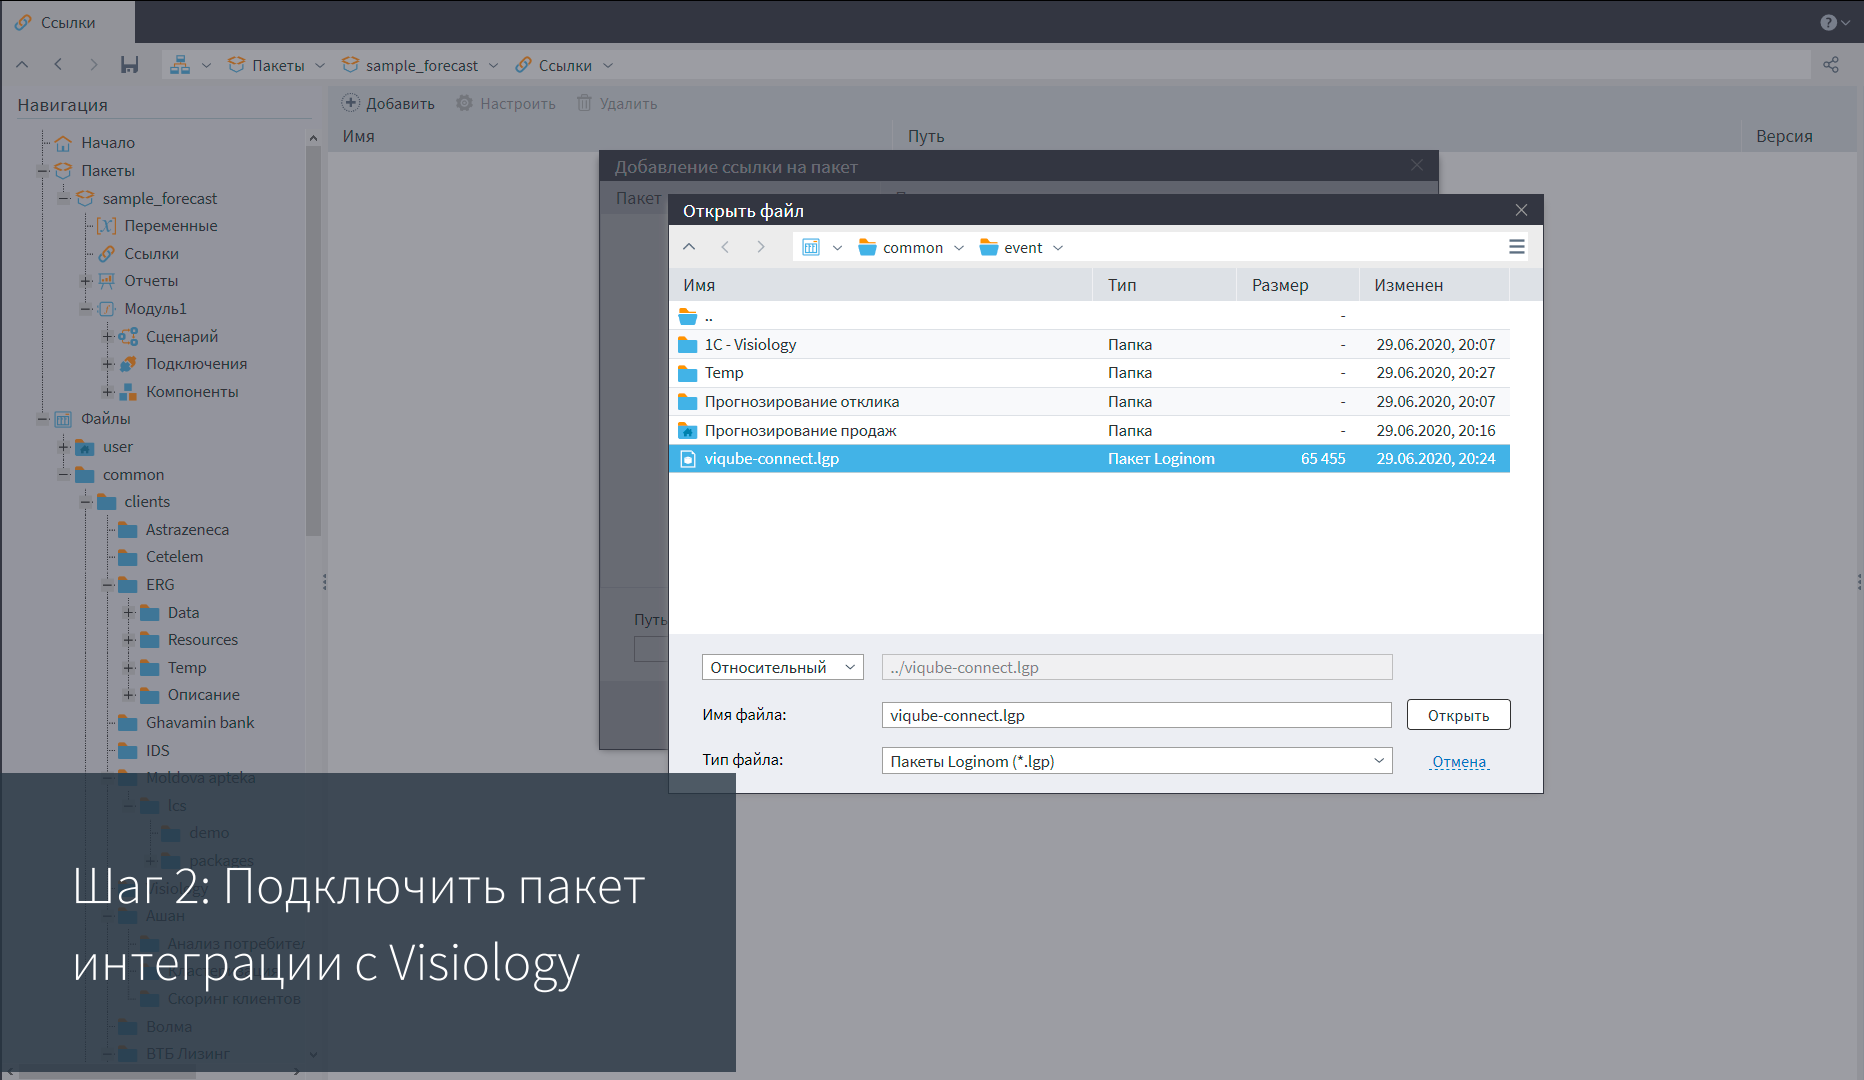 Ссылки
Пакеты sample_forecast Ссылки
Навигация
Добавить Настроить Удалить
Имя Путь Версия
Начало
Пакеты
sample_forecast
Переменные
Ссылки
Отчеты
Модуль1
Сценарий
Подключения
Компоненты
Файлы
user
common
clients
Astrazeneca
Cetelem
ERG
Data
Resources
Temp
Описание
Ghavamin bank
IDS
Moldova apteka
lcs
demo
packages
Visiology
Ашан
Анализ потребител
Скоринг клиентов
Волма
ВТБ Лизинг
Добавление ссылки на пакет
Пакет
Путь
Открыть файл
common event
Имя Тип Размер Изменен
.. -
1C - Visiology Папка - 29.06.2020, 20:07
Temp Папка - 29.06.2020, 20:27
Прогнозирование отклика Папка - 29.06.2020, 20:07
Прогнозирование продаж Папка - 29.06.2020, 20:16
viqube-connect.lgp Пакет Loginom 65 455 29.06.2020, 20:24
Относительный ../viqube-connect.lgp
Имя файла: viqube-connect.lgp Открыть
Тип файла: Пакеты Loginom (*.lgp) Отмена
Шаг 2: Подключить пакет
интеграции с Visiology